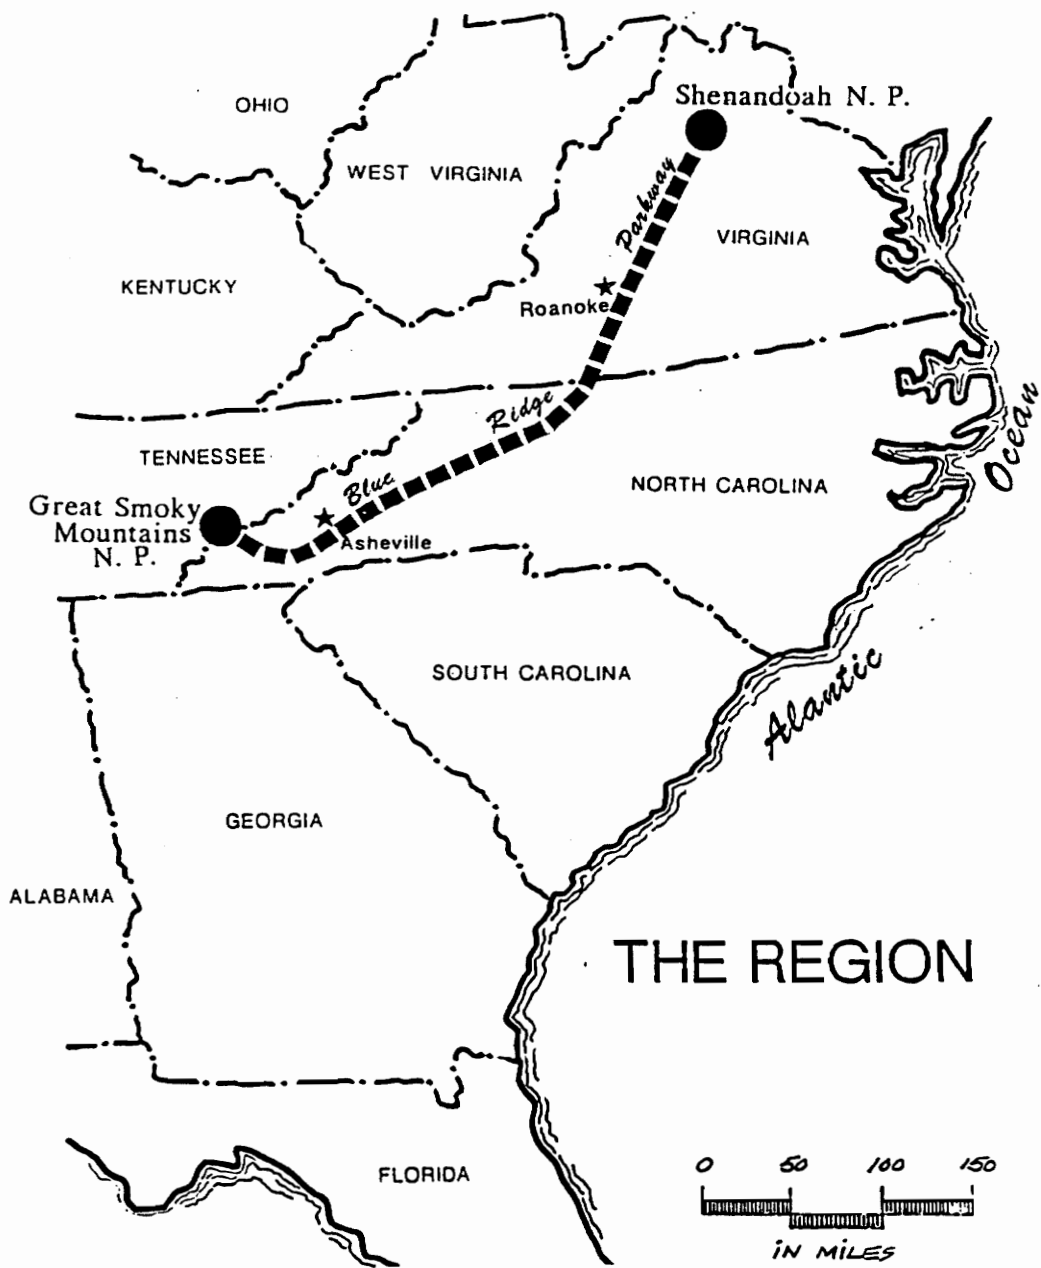 Shenandoah N. P.
OHIO
WEST VIRGINIA
Parkway
VIRGINIA
KENTUCKY
Roanoke
Ridge
Ocean
TENNESSEE
Blue
NORTH CAROLINA
Great Smoky
Mountains
N. P.
Asheville
SOUTH CAROLINA
Alantic
GEORGIA
ALABAMA
THE REGION
FLORIDA
0 50 100 150
IN MILES